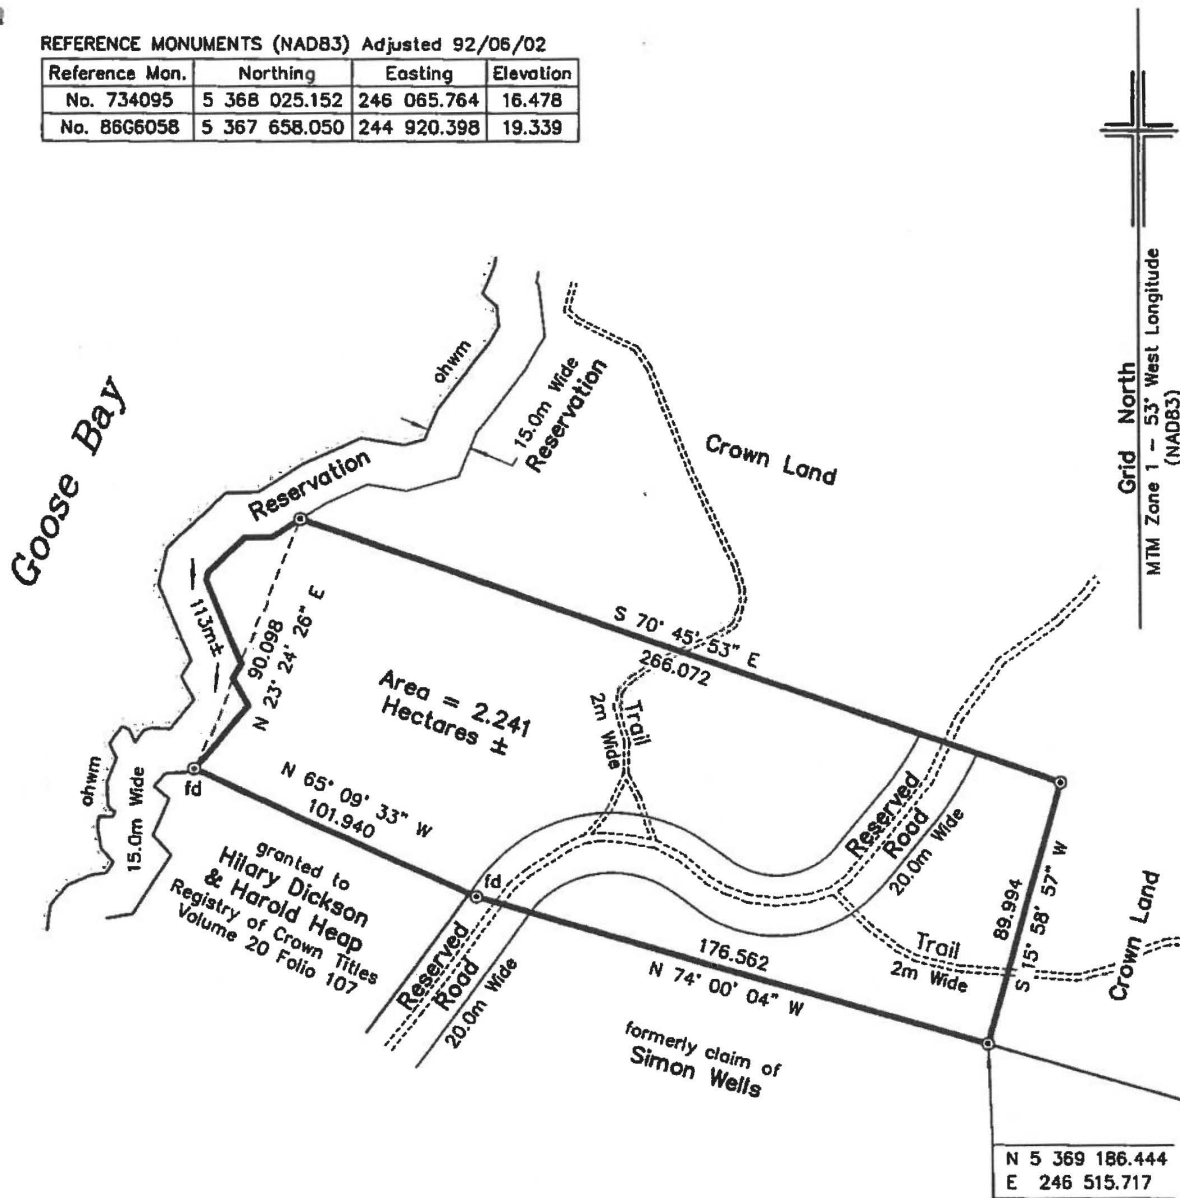 REFERENCE MONUMENTS (NAD83) Adjusted 92/06/02
Reference Mon. Northing Easting Elevation
No. 734095 5 368 025.152 246 065.764 16.478
No. 86G6058 5 367 658.050 244 920.398 19.339
Grid North
MTM Zone 1 - 53° West Longitude
(NAD83)
Goose Bay
ohwm
15.0m Wide
Reservation
Reservation
Crown Land
113m±
90.098
N 23° 24' 26" E
S 70° 45' 53" E
266.072
Area = 2.241
Hectares ±
Trail
2m Wide
ohwm
15.0m Wide
fd
N 65° 09' 33" W
101.940
Reserved
Road
20.0m Wide
granted to
Hilary Dickson
& Harold Heap
Registry of Crown Titles
Volume 20 Folio 107
fd
Reserved
Road
20.0m Wide
176.562
N 74° 00' 04" W
Trail
2m Wide
89.994
S 15° 58' 57" W
Crown Land
formerly claim of
Simon Wells
N 5 369 186.444
E 246 515.717